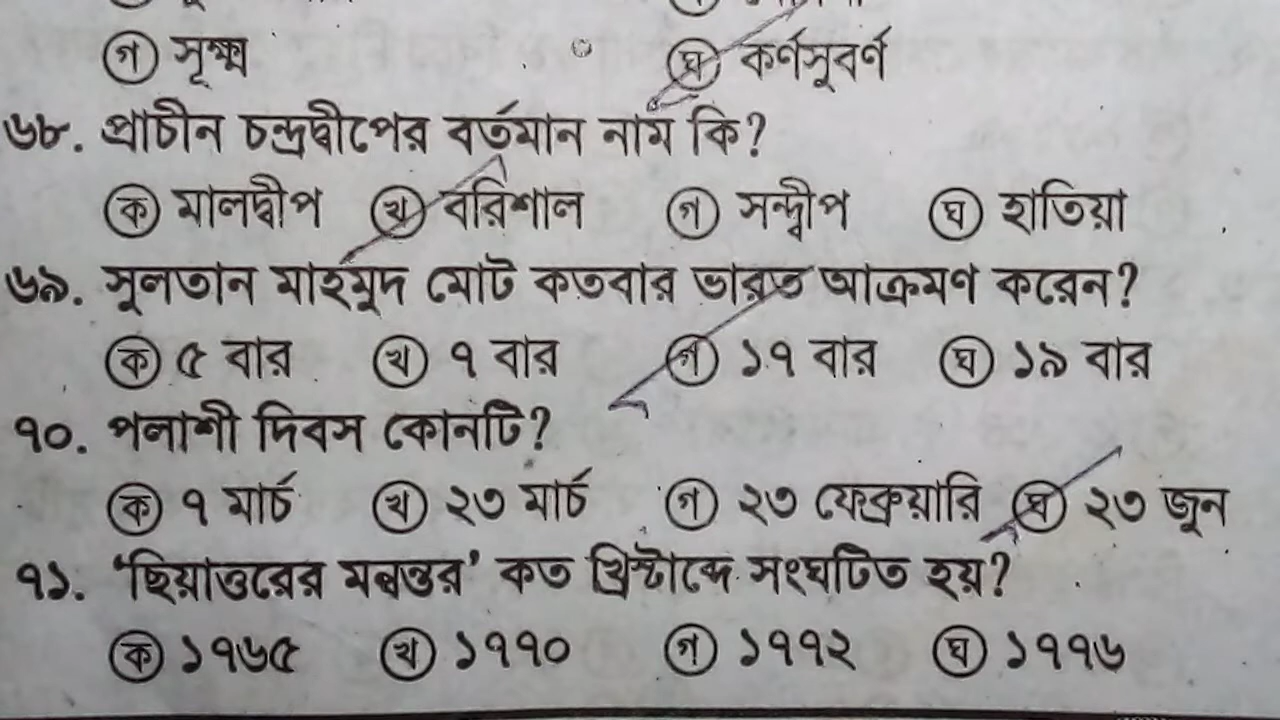 গ সূক্ষ্ম ঘ কর্ণসুবর্ণ
৬৮. প্রাচীন চন্দ্রদ্বীপের বর্তমান নাম কি?
ক মালদ্বীপ খ বরিশাল গ সন্দ্বীপ ঘ হাতিয়া
৬৯. সুলতান মাহমুদ মোট কতবার ভারত আক্রমণ করেন?
ক ৫ বার খ ৭ বার গ ১৭ বার ঘ ১৯ বার
৭০. পলাশী দিবস কোনটি?
ক ৭ মার্চ খ ২৩ মার্চ গ ২৩ ফেব্রুয়ারি ঘ ২৩ জুন
৭১. ‘ছিয়াত্তরের মন্বন্তর’ কত খ্রিস্টাব্দে সংঘটিত হয়?
ক ১৭৬৫ খ ১৭৭০ গ ১৭৭২ ঘ ১৭৭৬